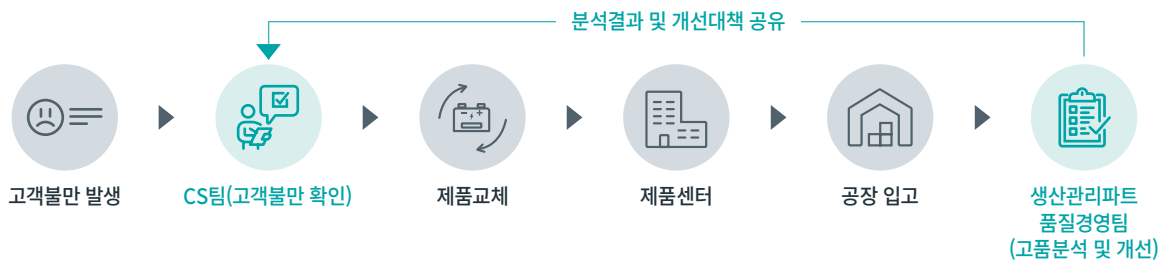 분석결과 및 개선대책 공유
고객불만 발생
CS팀(고객불만 확인)
제품교체
제품센터
공장 입고
생산관리파트
품질경영팀
(고품분석 및 개선)